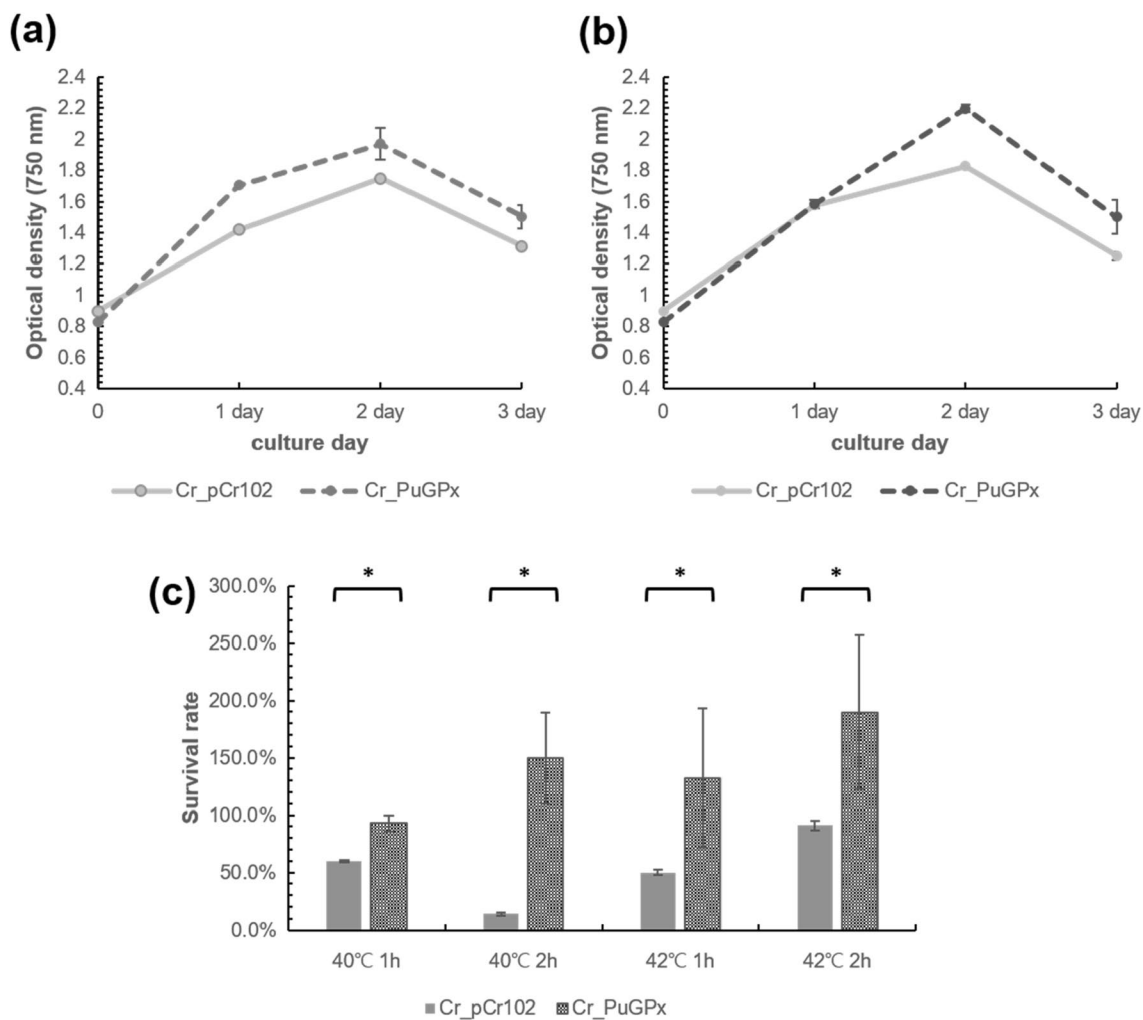 (a)
2.4
2.2
2
1.8
1.6
1.4
1.2
1
0.8
0.6
0.4
Optical density (750 nm)
0 1 day 2 day 3 day
culture day
Cr_pCr102 Cr_PuGPx
(b)
2.4
2.2
2
1.8
1.6
1.4
1.2
1
0.8
0.6
0.4
Optical density (750 nm)
0 1 day 2 day 3 day
culture day
Cr_pCr102 Cr_PuGPx
(c)
* * * *
300.0%
250.0%
200.0%
150.0%
100.0%
50.0%
0.0%
Survival rate
40℃ 1h 40℃ 2h 42℃ 1h 42℃ 2h
Cr_pCr102 Cr_PuGPx